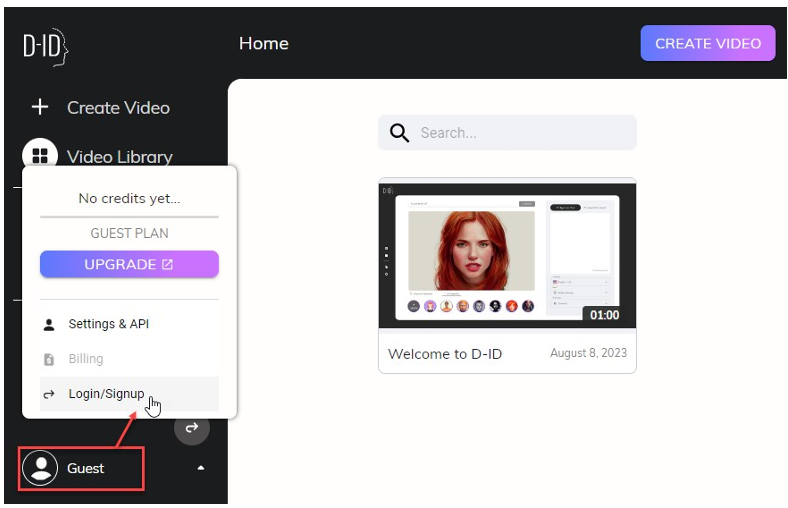 D-ID
Home
CREATE VIDEO
Create Video
Video Library
No credits yet...
GUEST PLAN
UPGRADE
Settings & API
Billing
Login/Signup
Guest
Search...
D-ID
01:00
Welcome to D-ID
August 8, 2023